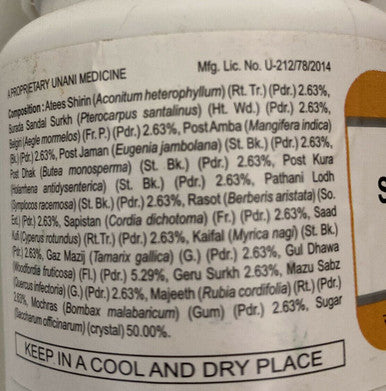 A PROPRIETARY UNANI MEDICINE Mfg. Lic. No. U-212/78/2014
Composition : Atees Shirin (Aconitum heterophyllum) (Rt. Tr.) (Pdr.) 2.63%,
Burada Sandal Surkh (Pterocarpus santalinus) (Ht. Wd.) (Pdr.) 2.63%,
Belgiri (Aegle mormelos) (Fr. P.) (Pdr.) 2.63%, Post Amba (Mangifera indica)
(Bk.) (Pdr.) 2.63%, Post Jaman (Eugenia jambolana) (St. Bk.) (Pdr.) 2.63%,
Post Dhak (Butea monosperma) (St. Bk.) (Pdr.) 2.63%, Post Kura
(Holarrhena antidysenterica) (St. Bk.) (Pdr.) 2.63%, Pathani Lodh
(Symplocos racemosa) (St. Bk.) (Pdr.) 2.63%, Rasot (Berberis aristata) (So.
Ext.) (Pdr.) 2.63%, Sapistan (Cordia dichotoma) (Fr.) (Pdr.) 2.63%, Saad
Kufi (Cyperus rotundus) (Rt.Tr.) (Pdr.) 2.63%, Kaifal (Myrica nagi) (St. Bk.)
(Pdr.) 2.63%, Gaz Mazij (Tamarix gallica) (G.) (Pdr.) 2.63%, Gul Dhawa
(Woodfordia fruticosa) (Fl.) (Pdr.) 5.29%, Geru Surkh 2.63%, Mazu Sabz
(Quercus infectoria) (G.) (Pdr.) 2.63%, Majeeth (Rubia cordifolia) (Rt.) (Pdr.)
2.63%, Mochras (Bombax malabaricum) (Gum) (Pdr.) 2.63%, Sugar
(Saccharum officinarum) (crystal) 50.00%.
KEEP IN A COOL AND DRY PLACE